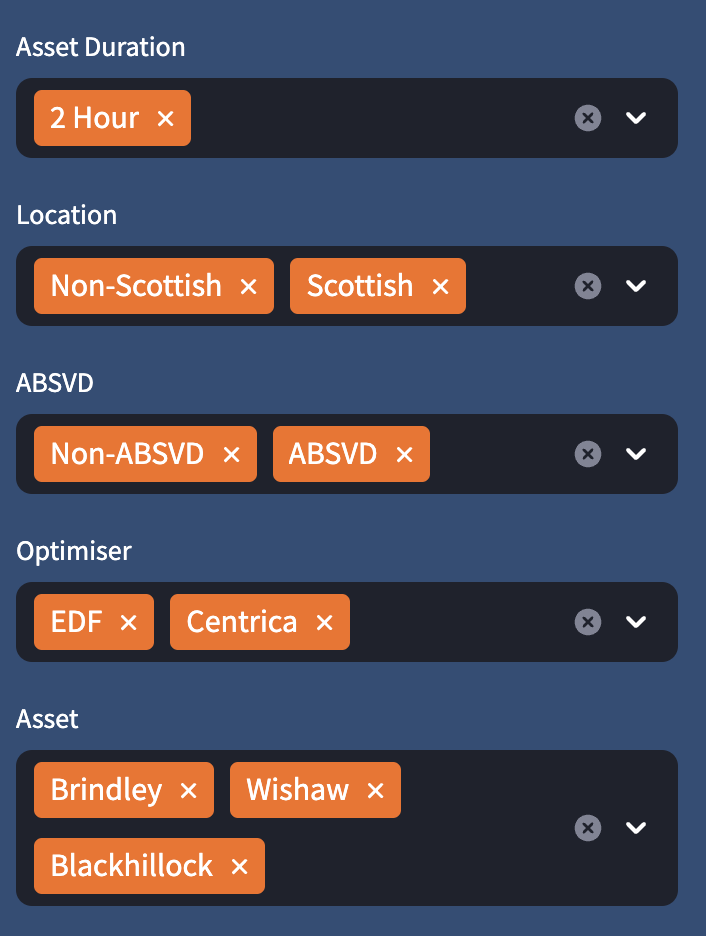 Asset Duration
2 Hour
Location
Non-Scottish Scottish
ABSVD
Non-ABSVD ABSVD
Optimiser
EDF Centrica
Asset
Brindley Wishaw
Blackhillock